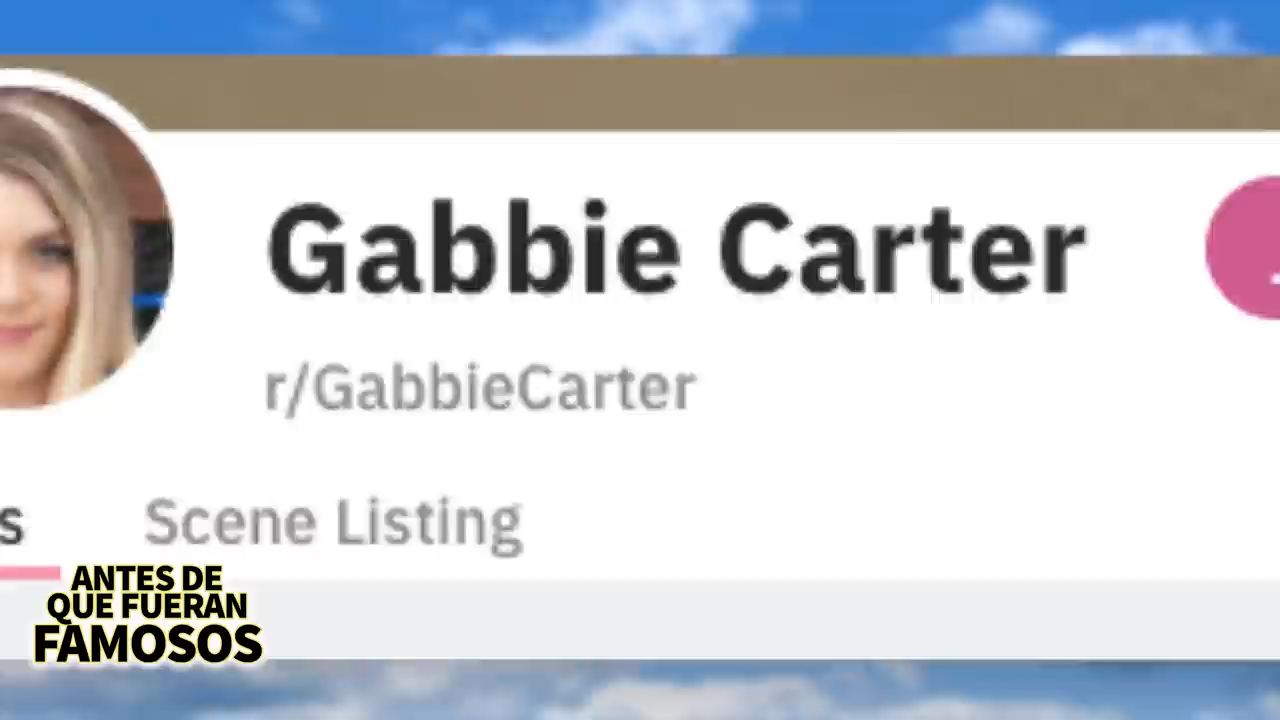 Gabbie Carter
r/GabbieCarter
s Scene Listing
ANTES DE
QUE FUERAN
FAMOSOS